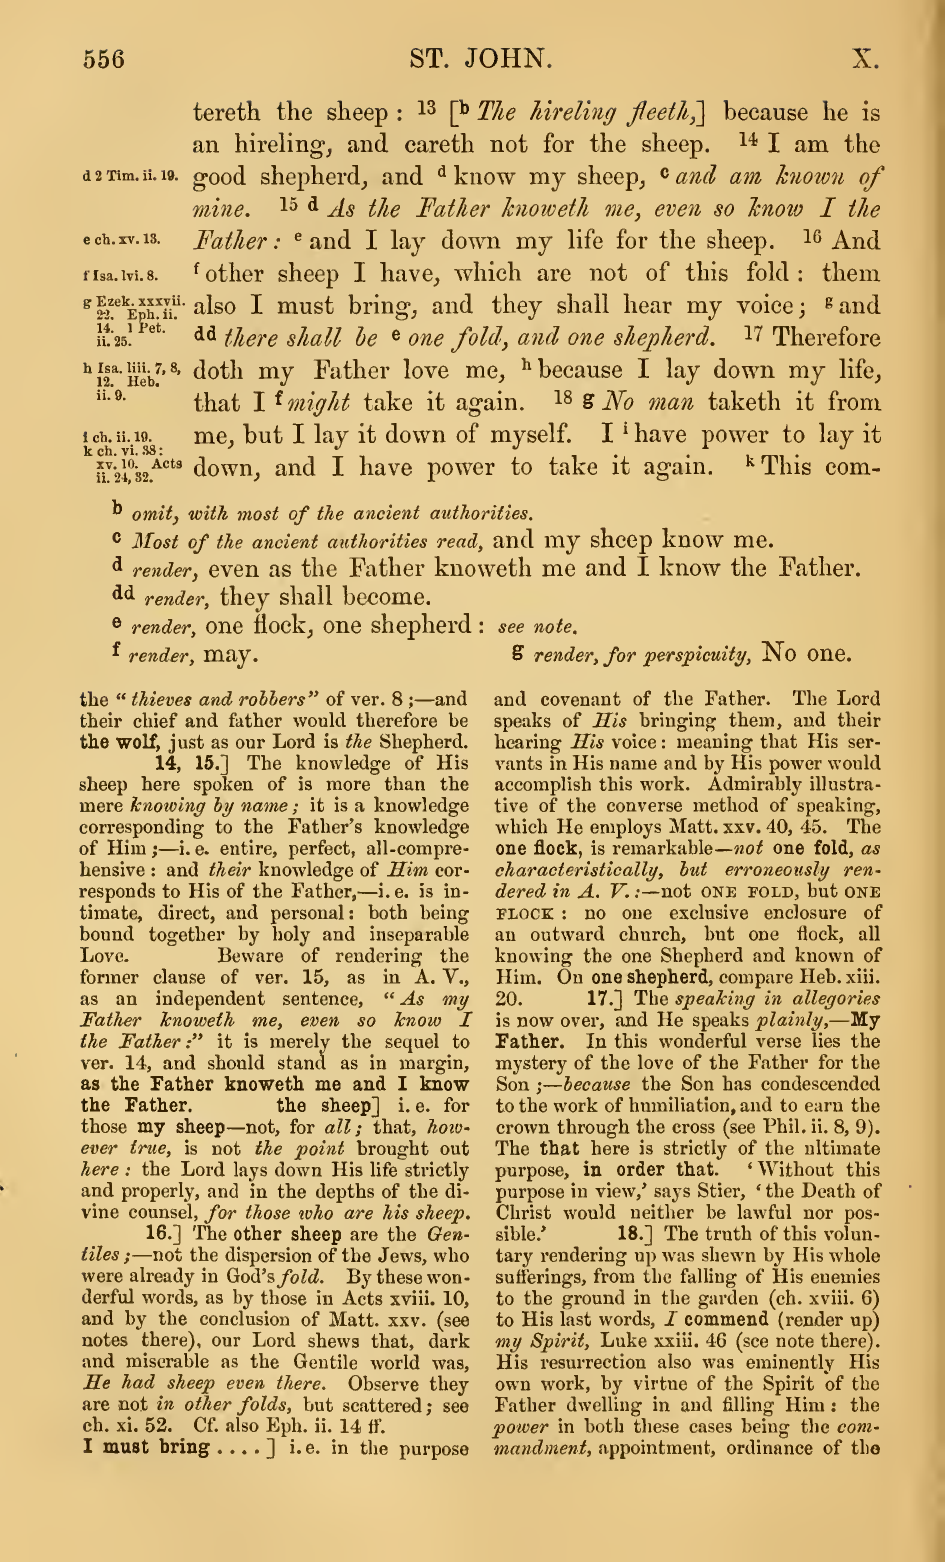 556 ST. JOHN. X.
tereth the sheep : 13 [b The hireling fleeth,] because he is
an hireling, and careth not for the sheep. 14 I am the
d 2 Tim. ii. 19. good shepherd, and d know my sheep, c and am known of
mine. 15 d As the Father knoweth me, even so know I the
e ch. xv. 13. Father : e and I lay down my life for the sheep. 16 And
f Isa. lvi. 8. f other sheep I have, which are not of this fold : them
g Ezek. xxxvii. 22. Eph. ii. also I must bring, and they shall hear my voice; g and
14. 1 Pet. ii. 25. dd there shall be e one fold, and one shepherd. 17 Therefore
h Isa. liii. 7, 8, 12. Heb. doth my Father love me, h because I lay down my life,
ii. 9. that I f might take it again. 18 g No man taketh it from
i ch. ii. 19. me, but I lay it down of myself. I i have power to lay it
k ch. vi. 38 : xv. 10. Acts ii. 24, 32. down, and I have power to take it again. k This com-
b omit, with most of the ancient authorities.
c Most of the ancient authorities read, and my sheep know me.
d render, even as the Father knoweth me and I know the Father.
dd render, they shall become.
e render, one flock, one shepherd : see note.
f render, may. g render, for perspicuity, No one.
the “ thieves and robbers” of ver. 8 ;—and
their chief and father would therefore be
the wolf, just as our Lord is the Shepherd.
14, 15.] The knowledge of His
sheep here spoken of is more than the
mere knowing by name ; it is a knowledge
corresponding to the Father's knowledge
of Him ;—i. e. entire, perfect, all-compre-
hensive : and their knowledge of Him cor-
responds to His of the Father,—i. e. is in-
timate, direct, and personal : both being
bound together by holy and inseparable
Love. Beware of rendering the
former clause of ver. 15, as in A. V.,
as an independent sentence, “ As my
Father knoweth me, even so know I
the Father :” it is merely the sequel to
ver. 14, and should stand as in margin,
as the Father knoweth me and I know
the Father. the sheep] i. e. for
those my sheep—not, for all ; that, how-
ever true, is not the point brought out
here : the Lord lays down His life strictly
and properly, and in the depths of the di-
vine counsel, for those who are his sheep.
16.] The other sheep are the Gen-
tiles ;—not the dispersion of the Jews, who
were already in God's fold. By these won-
derful words, as by those in Acts xviii. 10,
and by the conclusion of Matt. xxv. (see
notes there), our Lord shews that, dark
and miserable as the Gentile world was,
He had sheep even there. Observe they
are not in other folds, but scattered ; see
ch. xi. 52. Cf. also Eph. ii. 14 ff.
I must bring . . . . ] i. e. in the purpose
and covenant of the Father. The Lord
speaks of His bringing them, and their
hearing His voice : meaning that His ser-
vants in His name and by His power would
accomplish this work. Admirably illustra-
tive of the converse method of speaking,
which He employs Matt. xxv. 40, 45. The
one flock, is remarkable—not one fold, as
characteristically, but erroneously ren-
dered in A. V. :—not ONE FOLD, but ONE
FLOCK : no one exclusive enclosure of
an outward church, but one flock, all
knowing the one Shepherd and known of
Him. On one shepherd, compare Heb. xiii.
20. 17.] The speaking in allegories
is now over, and He speaks plainly,—My
Father. In this wonderful verse lies the
mystery of the love of the Father for the
Son ;—because the Son has condescended
to the work of humiliation, and to earn the
crown through the cross (see Phil. ii. 8, 9).
The that here is strictly of the ultimate
purpose, in order that. ‘ Without this
purpose in view,’ says Stier, ‘ the Death of
Christ would neither be lawful nor pos-
sible.’ 18.] The truth of this volun-
tary rendering up was shewn by His whole
sufferings, from the falling of His enemies
to the ground in the garden (ch. xviii. 6)
to His last words, I commend (render up)
my Spirit, Luke xxiii. 46 (see note there).
His resurrection also was eminently His
own work, by virtue of the Spirit of the
Father dwelling in and filling Him : the
power in both these cases being the com-
mandment, appointment, ordinance of the